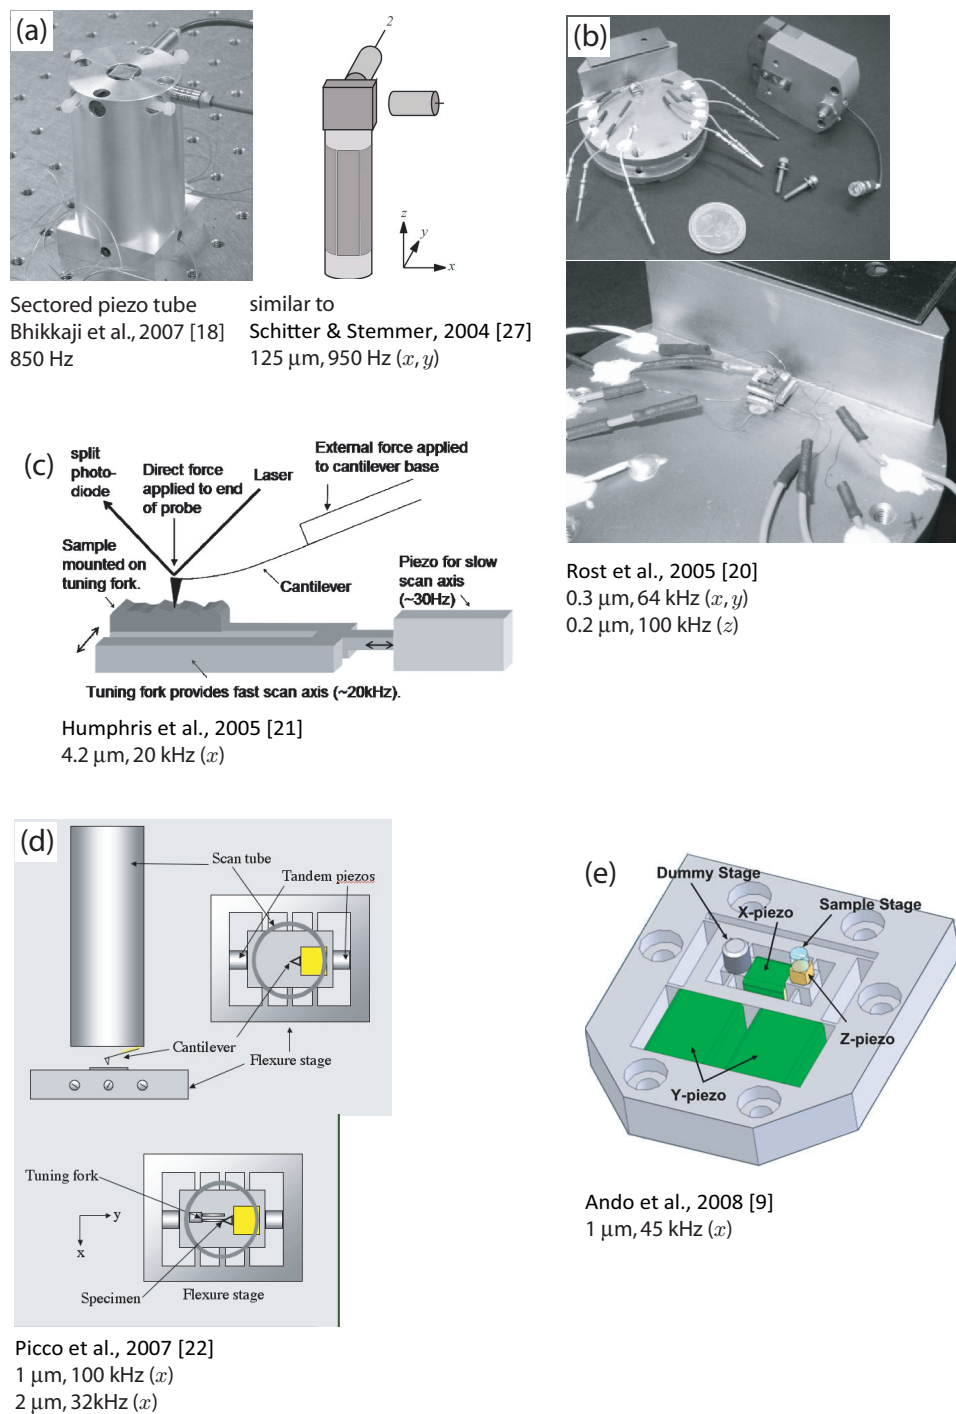 (a)
2
z
y
x
Sectored piezo tube
Bhikkaji et al., 2007 [18]
850 Hz
similar to
Schitter & Stemmer, 2004 [27]
125 μm, 950 Hz (x, y)
(b)
Rost et al., 2005 [20]
0.3 μm, 64 kHz (x, y)
0.2 μm, 100 kHz (z)
(c)
split
photo-
diode
Direct force
applied to end
of probe
Laser
External force applied
to cantilever base
Sample
mounted on
tuning fork.
Cantilever
Piezo for slow
scan axis
(~30Hz)
Tuning fork provides fast scan axis (~20kHz).
Humphris et al., 2005 [21]
4.2 μm, 20 kHz (x)
(d)
Scan tube
Tandem piezos
Cantilever
Flexure stage
Tuning fork
y
x
Specimen
Flexure stage
Picco et al., 2007 [22]
1 μm, 100 kHz (x)
2 μm, 32kHz (x)
(e)
Dummy Stage
X-piezo
Sample Stage
Z-piezo
Y-piezo
Ando et al., 2008 [9]
1 μm, 45 kHz (x)